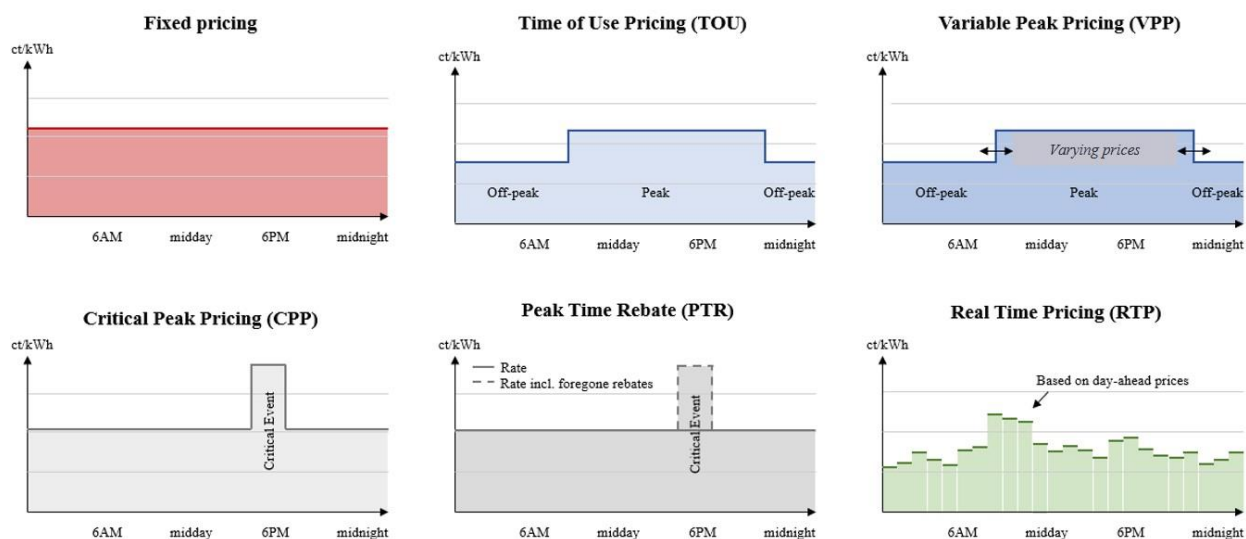 Fixed pricing
ct/kWh
6AM midday 6PM midnight
Time of Use Pricing (TOU)
ct/kWh
Off-peak Peak Off-peak
6AM midday 6PM midnight
Variable Peak Pricing (VPP)
ct/kWh
Varying prices
Off-peak Peak Off-peak
6AM midday 6PM midnight
Critical Peak Pricing (CPP)
ct/kWh
Critical Event
6AM midday 6PM midnight
Peak Time Rebate (PTR)
ct/kWh
Rate
Rate incl. foregone rebates
Critical Event
6AM midday 6PM midnight
Real Time Pricing (RTP)
ct/kWh
Based on day-ahead prices
6AM midday 6PM midnight